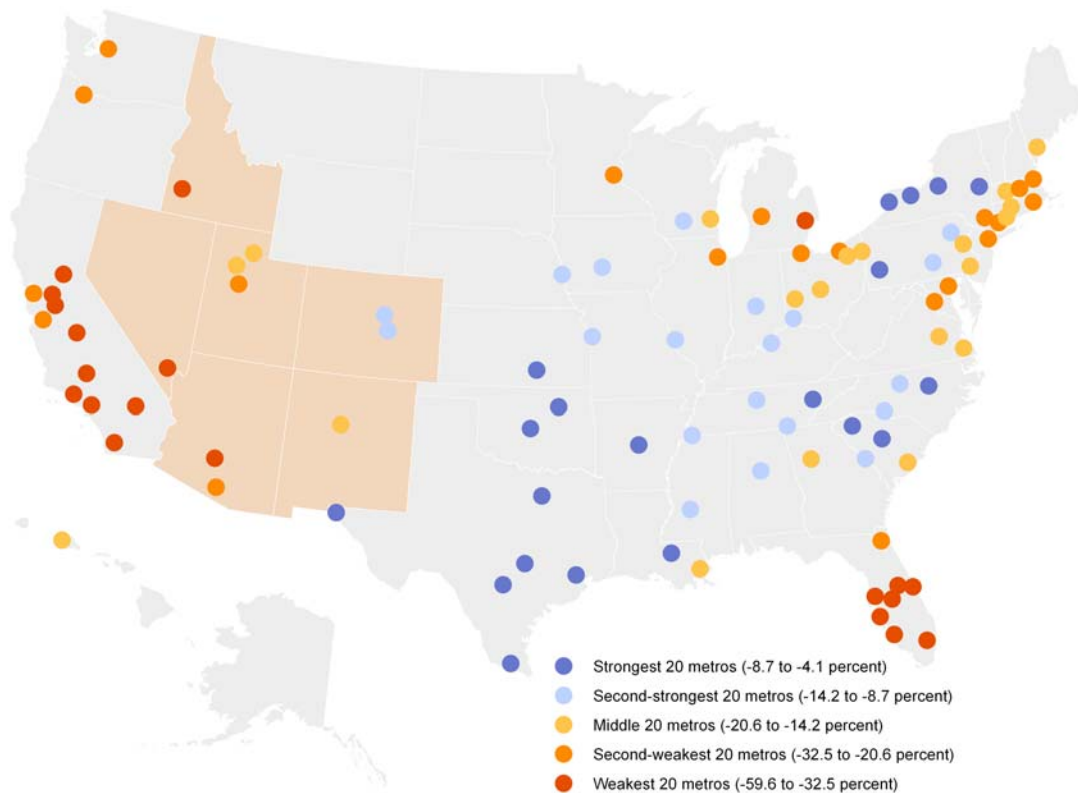 Strongest 20 metros (-8.7 to -4.1 percent)
Second-strongest 20 metros (-14.2 to -8.7 percent)
Middle 20 metros (-20.6 to -14.2 percent)
Second-weakest 20 metros (-32.5 to -20.6 percent)
Weakest 20 metros (-59.6 to -32.5 percent)